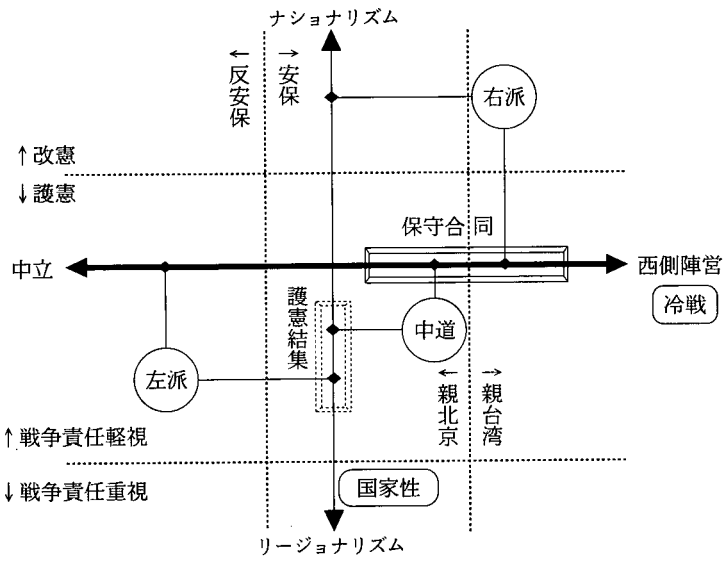 ナショナリズム
←反安保
→安保
右派
↑改憲
↓護憲
保守合同
中立
西側陣営
冷戦
護憲結集
中道
左派
←親北京
→親台湾
↑戦争責任軽視
↓戦争責任重視
国家性
リージョナリズム